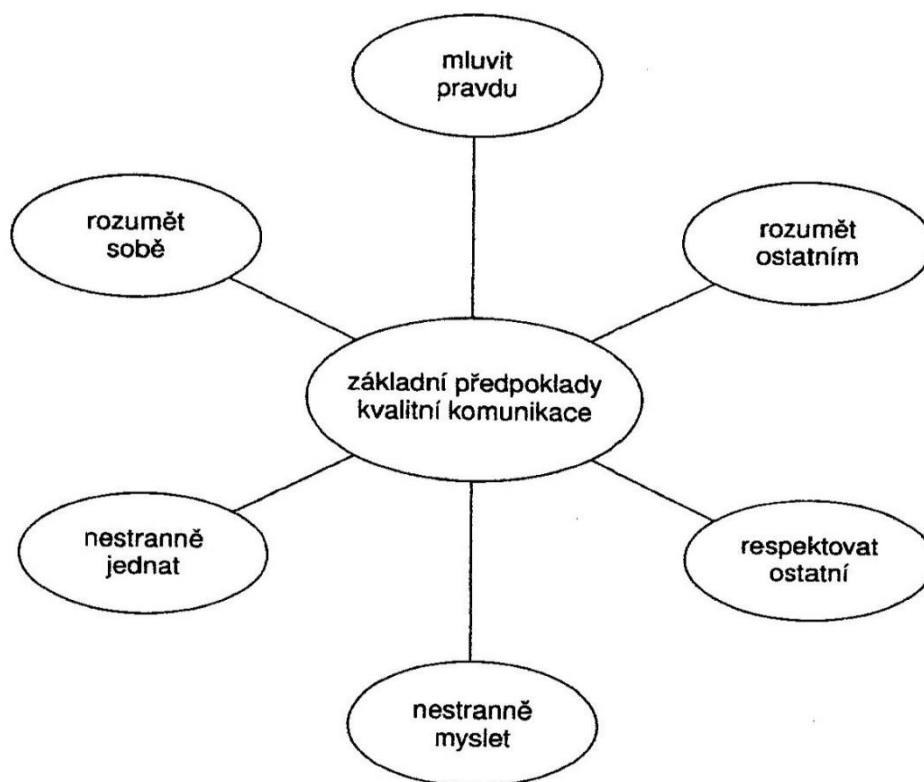 mluvit
pravdu
rozumět
sobě
rozumět
ostatním
základní předpoklady
kvalitní komunikace
nestranně
jednat
respektovat
ostatní
nestranně
myslet